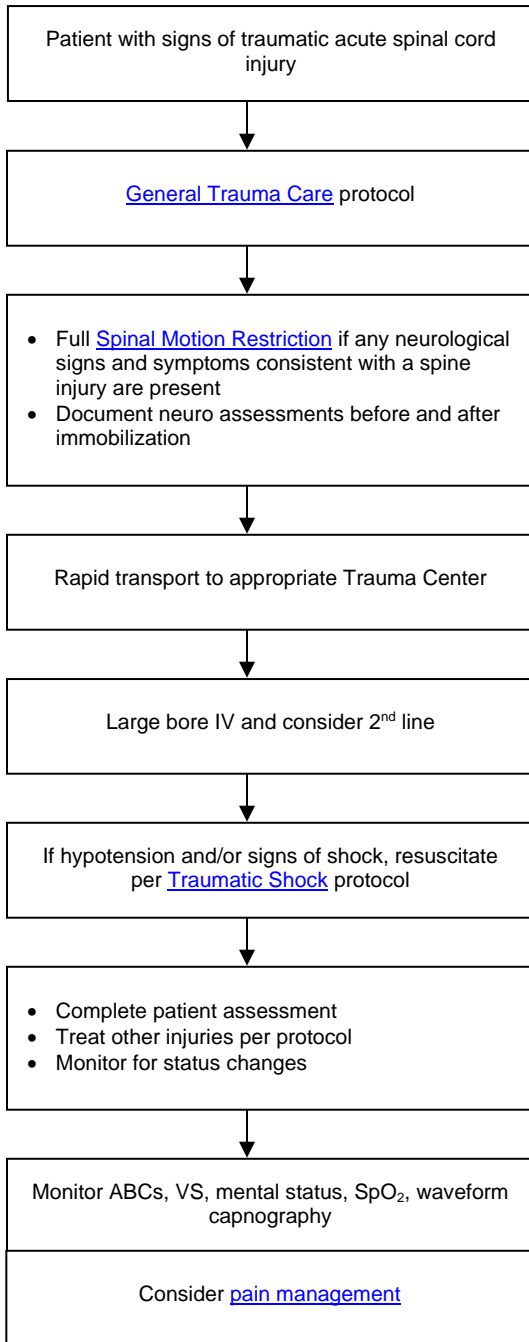 Patient with signs of traumatic acute spinal cord
injury
General Trauma Care protocol
• Full Spinal Motion Restriction if any neurological
signs and symptoms consistent with a spine
injury are present
• Document neuro assessments before and after
immobilization
Rapid transport to appropriate Trauma Center
Large bore IV and consider 2nd line
If hypotension and/or signs of shock, resuscitate
per Traumatic Shock protocol
• Complete patient assessment
• Treat other injuries per protocol
• Monitor for status changes
Monitor ABCs, VS, mental status, SpO₂, waveform
capnography
Consider pain management